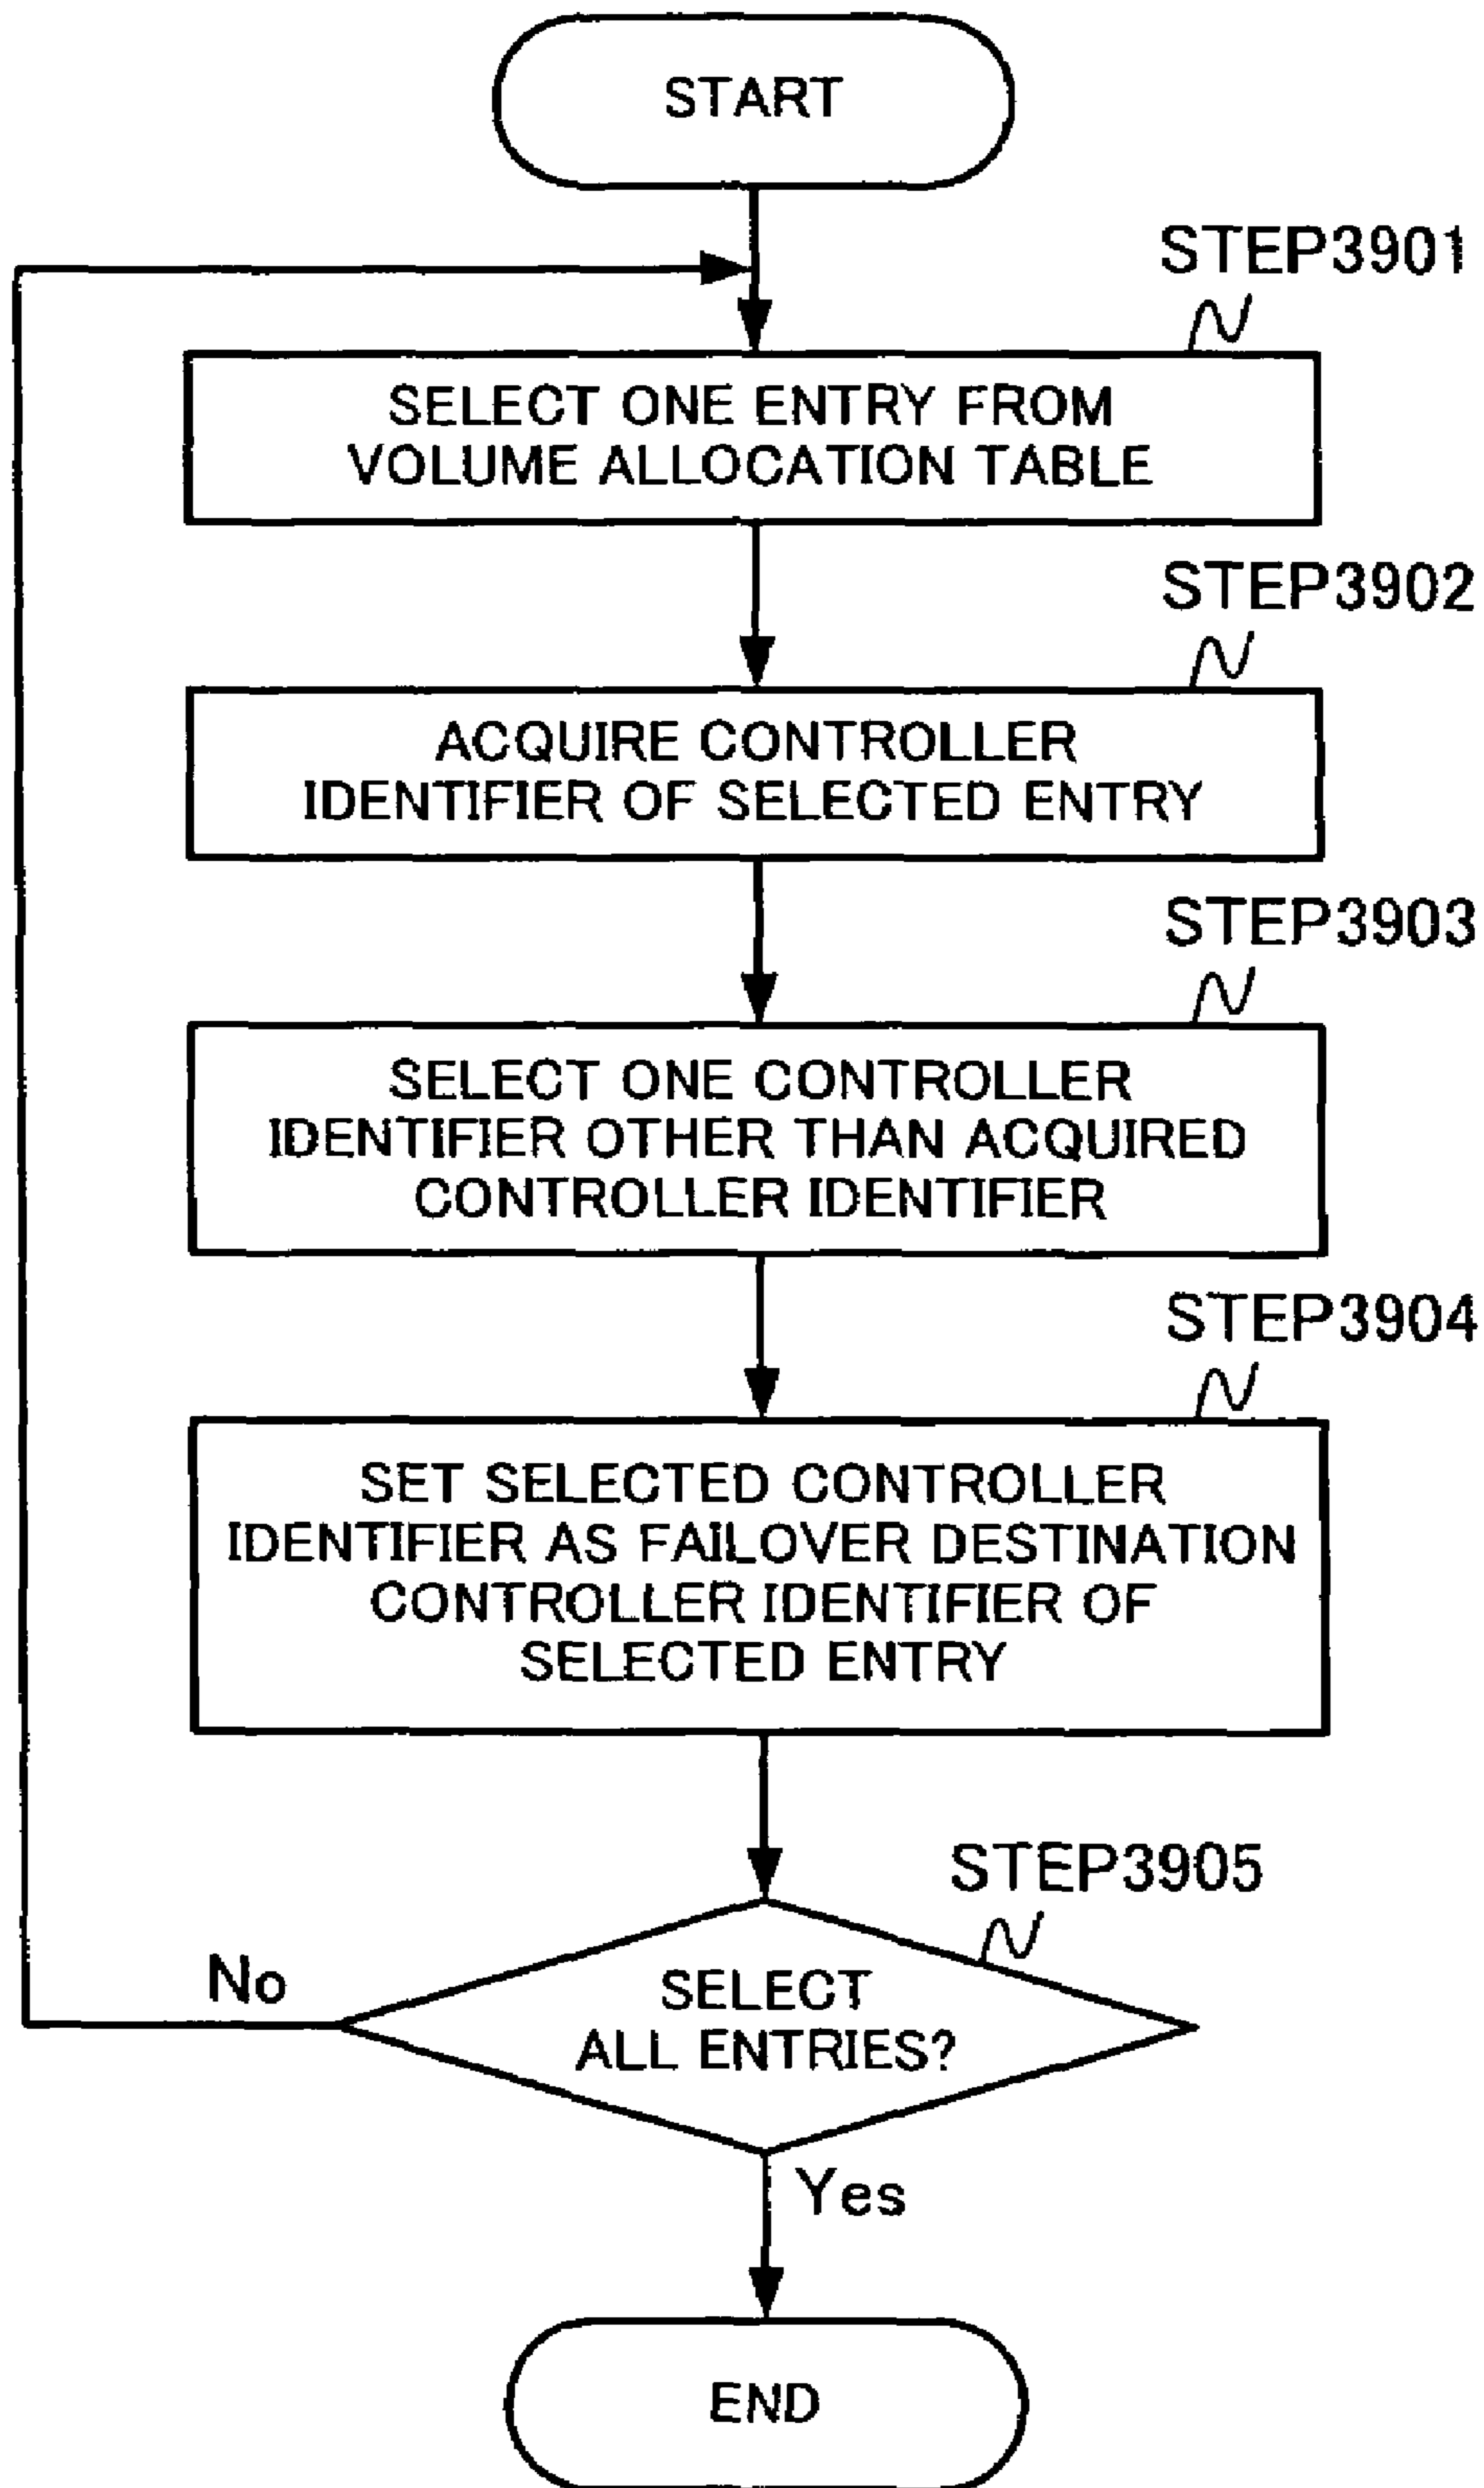 START
STEP3901
SELECT ONE ENTRY FROM
VOLUME ALLOCATION TABLE
STEP3902
ACQUIRE CONTROLLER
IDENTIFIER OF SELECTED ENTRY
STEP3903
SELECT ONE CONTROLLER
IDENTIFIER OTHER THAN ACQUIRED
CONTROLLER IDENTIFIER
STEP3904
SET SELECTED CONTROLLER
IDENTIFIER AS FAILOVER DESTINATION
CONTROLLER IDENTIFIER OF
SELECTED ENTRY
STEP3905
No
SELECT
ALL ENTRIES?
Yes
END